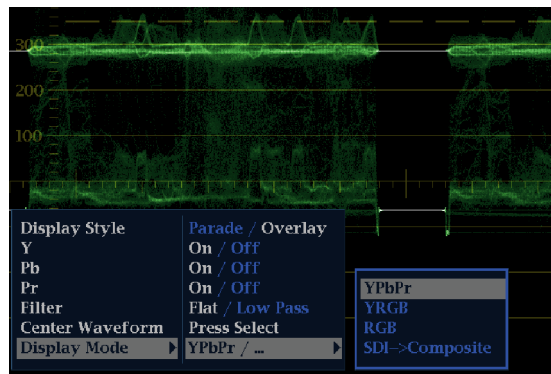 300
200
100
Display Style Parade / Overlay
Y On / Off
Pb On / Off
Pr On / Off
Filter Flat / Low Pass
Center Waveform Press Select
Display Mode YPbPr / ...
YPbPr
YRGB
RGB
SDI->Composite